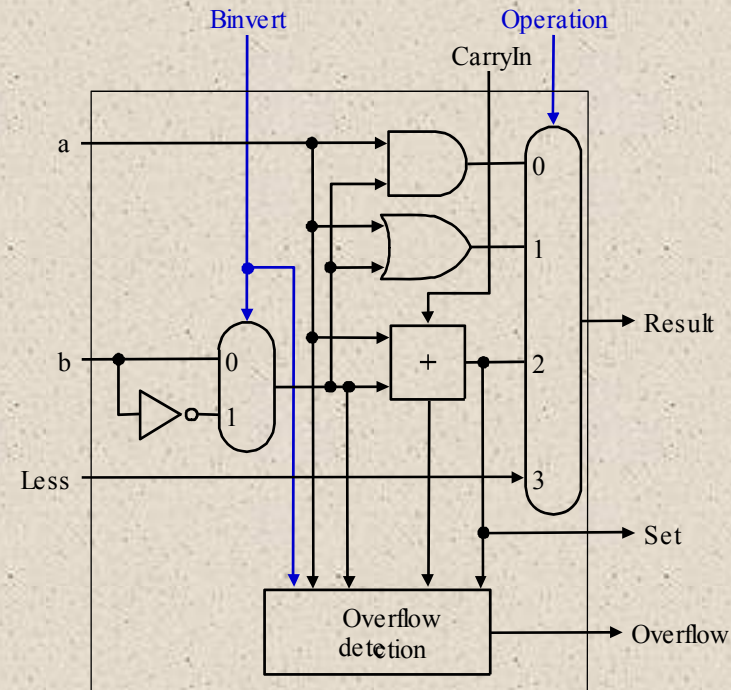 Binvert
Operation
CarryIn
a
0
1
Result
b
0
+
2
1
Less
3
Set
Overflow
detection
Overflow